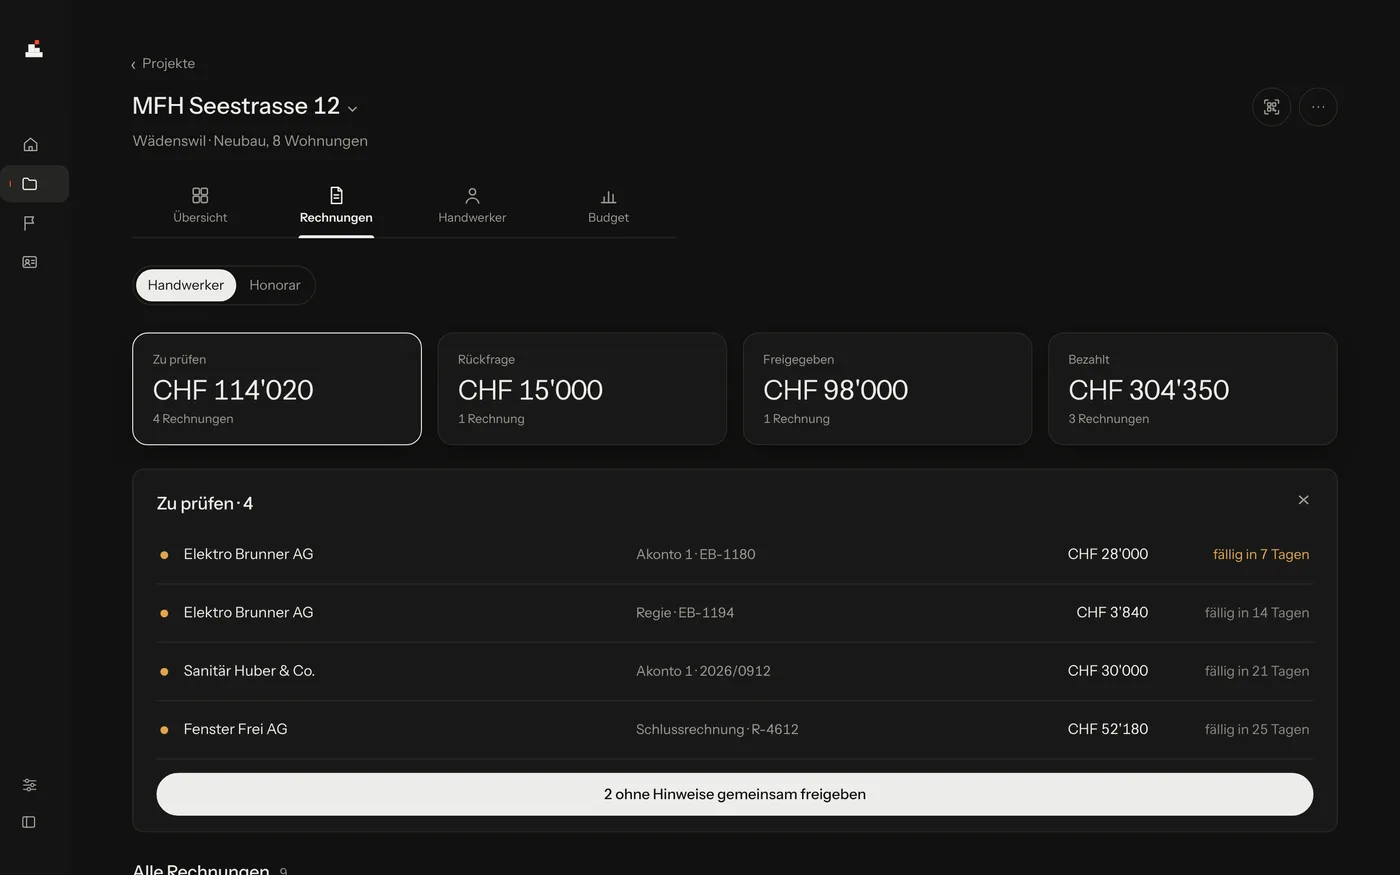 Projekte
MFH Seestrasse 12
Wädenswil · Neubau, 8 Wohnungen
Übersicht
Rechnungen
Handwerker
Budget
Handwerker
Honorar
Zu prüfen
CHF 114'020
4 Rechnungen
Rückfrage
CHF 15'000
1 Rechnung
Freigegeben
CHF 98'000
1 Rechnung
Bezahlt
CHF 304'350
3 Rechnungen
Zu prüfen · 4
Elektro Brunner AG Akonto 1 · EB-1180 CHF 28'000 fällig in 7 Tagen
Elektro Brunner AG Regie · EB-1194 CHF 3'840 fällig in 14 Tagen
Sanitär Huber & Co. Akonto 1 · 2026/0912 CHF 30'000 fällig in 21 Tagen
Fenster Frei AG Schlussrechnung · R-4612 CHF 52'180 fällig in 25 Tagen
2 ohne Hinweise gemeinsam freigeben
Alle Rechnungen 9